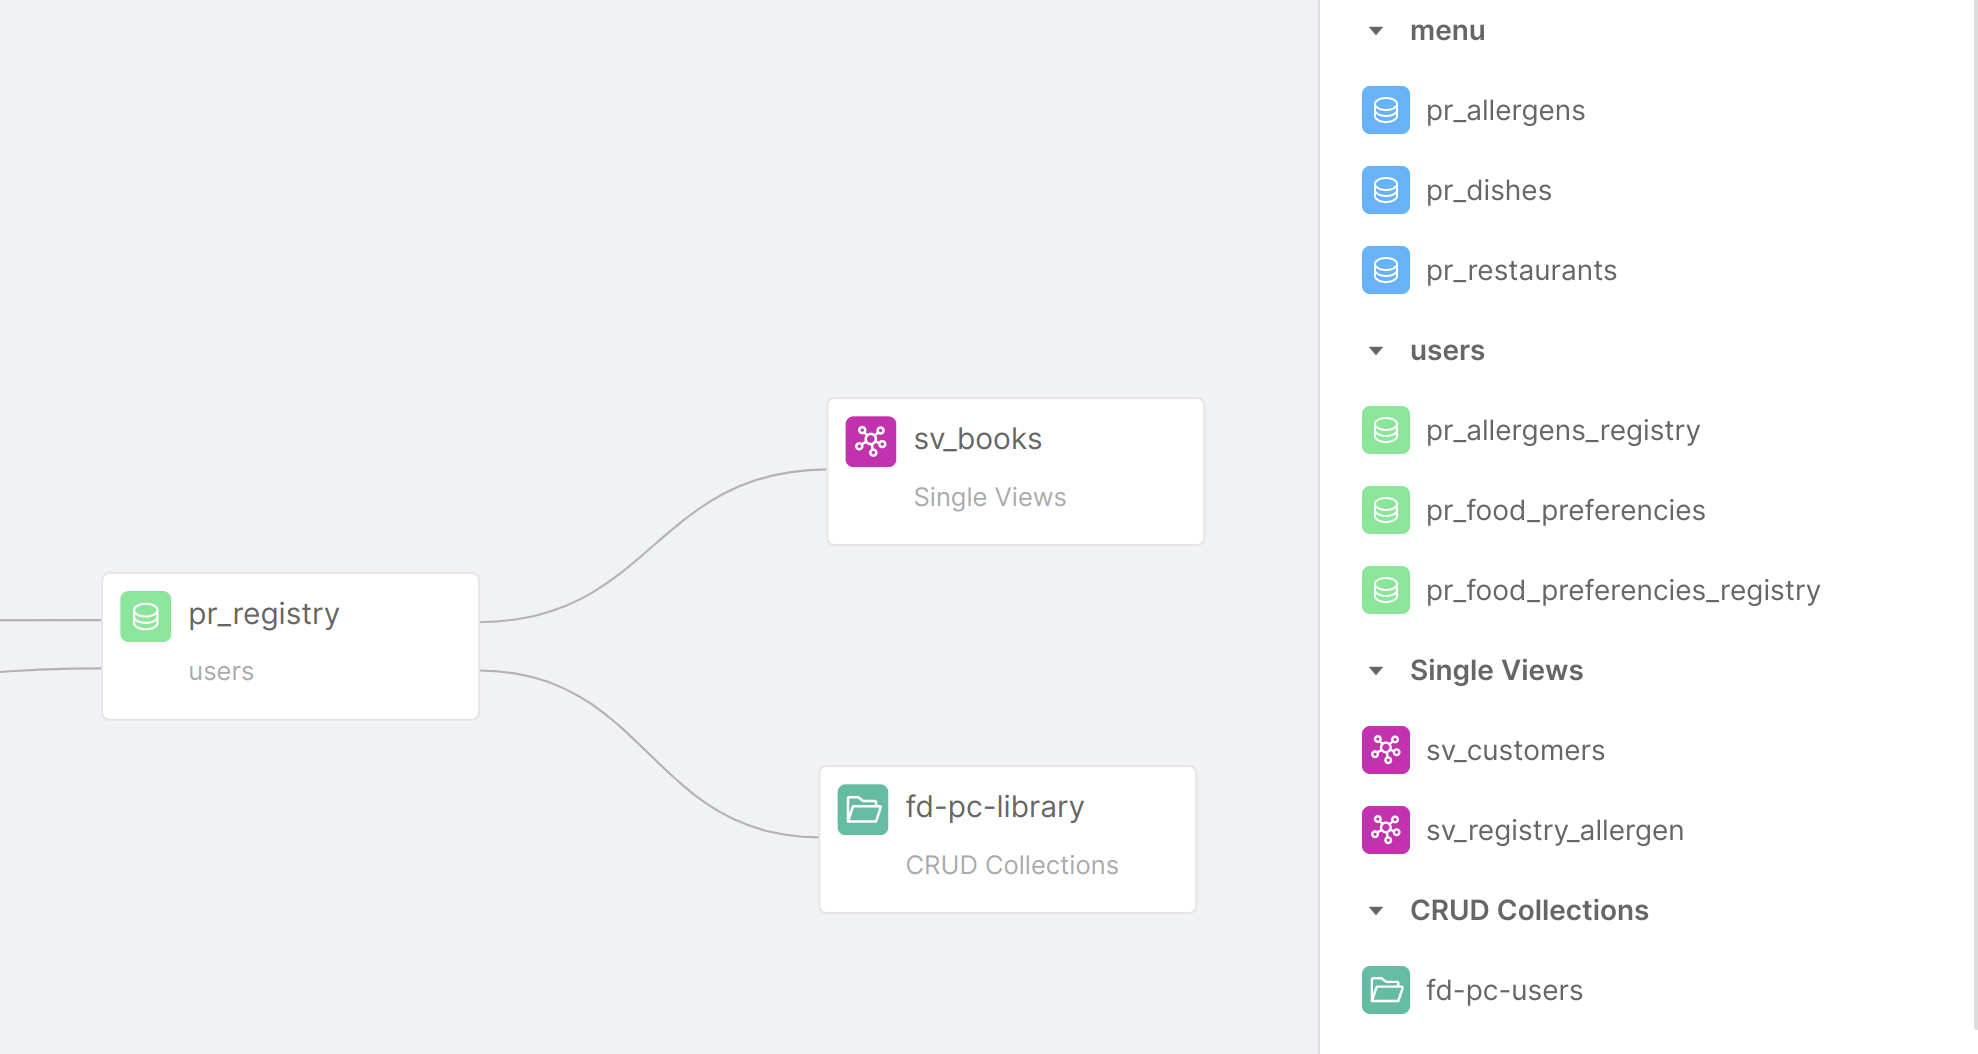 pr_registry
users
sv_books
Single Views
fd-pc-library
CRUD Collections
menu
pr_allergens
pr_dishes
pr_restaurants
users
pr_allergens_registry
pr_food_preferencies
pr_food_preferencies_registry
Single Views
sv_customers
sv_registry_allergen
CRUD Collections
fd-pc-users